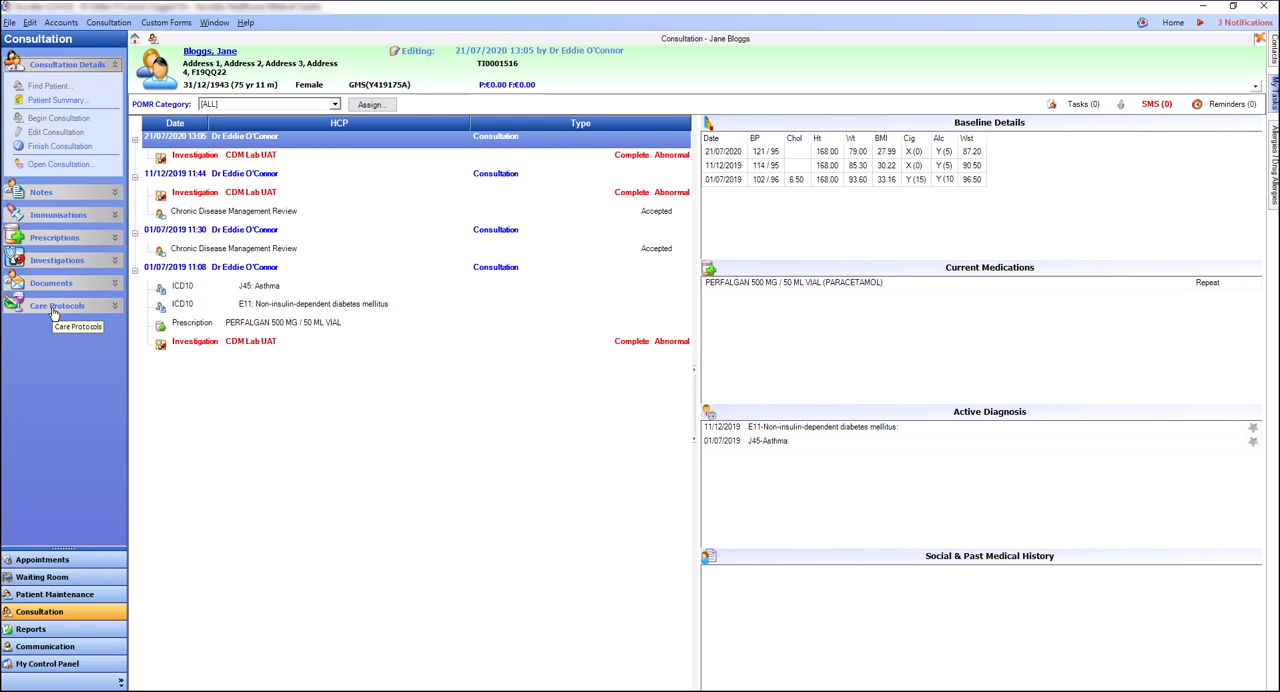 File Edit Accounts Consultation Custom Forms Window Help
Home 3 Notifications
Consultation
Consultation - Jane Bloggs
Consultation Details
Find Patient...
Patient Summary...
Begin Consultation
Edit Consultation
Finish Consultation
Open Consultation...
Notes
Immunisations
Prescriptions
Investigations
Documents
Care Protocols
Care Protocols
Appointments
Waiting Room
Patient Maintenance
Consultation
Reports
Communication
My Control Panel
Bloggs, Jane
Editing: 21/07/2020 13:05 by Dr Eddie O'Connor
Address 1, Address 2, Address 3, Address
4, F19QQ22
TI0001516
31/12/1943 (75 yr 11 m) Female GMS(Y419175A) P:€0.00 F:€0.00
POMR Category: [ALL] Assign...
Tasks (0) SMS (0) Reminders (0)
Date HCP Type
21/07/2020 13:05 Dr Eddie O'Connor Consultation
Investigation CDM Lab UAT Complete Abnormal
11/12/2019 11:44 Dr Eddie O'Connor Consultation
Investigation CDM Lab UAT Complete Abnormal
Chronic Disease Management Review Accepted
01/07/2019 11:30 Dr Eddie O'Connor Consultation
Chronic Disease Management Review Accepted
01/07/2019 11:08 Dr Eddie O'Connor Consultation
ICD10 J45: Asthma
ICD10 E11: Non-insulin-dependent diabetes mellitus
Prescription PERFALGAN 500 MG / 50 ML VIAL
Investigation CDM Lab UAT Complete Abnormal
Baseline Details
Date BP Chol Ht Wt BMI Cig Alc Wst
21/07/2020 121 / 95 168.00 79.00 27.99 X (0) Y (5) 87.20
11/12/2019 114 / 95 168.00 85.30 30.22 X (0) Y (5) 90.50
01/07/2019 102 / 96 6.50 168.00 93.60 33.16 Y (15) Y (10 96.50
Current Medications
PERFALGAN 500 MG / 50 ML VIAL (PARACETAMOL) Repeat
Active Diagnosis
11/12/2019 E11-Non-insulin-dependent diabetes mellitus:
01/07/2019 J45-Asthma:
Social & Past Medical History
Contacts
My Tasks
Allergies / Drug Allergies